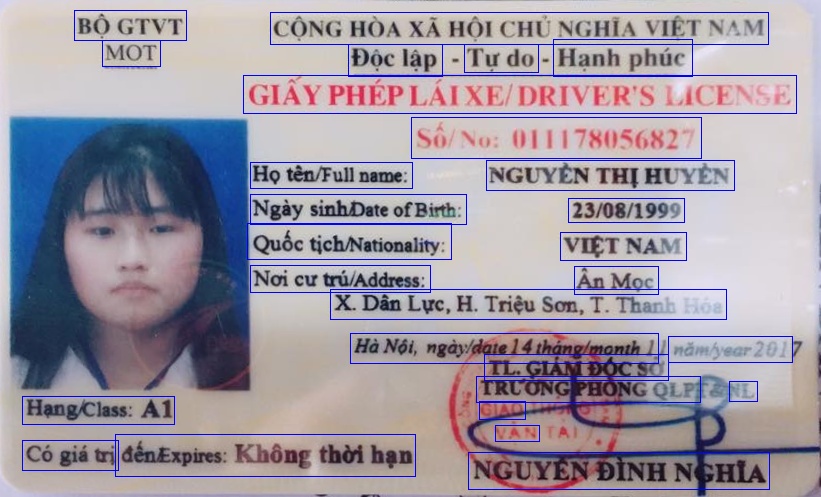 BỘ GTVT
MOT
CỘNG HÒA XÃ HỘI CHỦ NGHĨA VIỆT NAM
Độc lập - Tự do - Hạnh phúc
GIẤY PHÉP LÁI XE/ DRIVER'S LICENSE
Số/ No: 011178056827
Họ tên/Full name: NGUYỄN THỊ HUYỀN
Ngày sinh/Date of Birth: 23/08/1999
Quốc tịch/Nationality: VIỆT NAM
Nơi cư trú/Address: Ân Mọc
X. Dân Lực, H. Triệu Sơn, T. Thanh Hóa
Hà Nội, ngày/date 14 tháng/month 11 năm/year 2017
TL. GIÁM ĐỐC SỞ
TRƯỞNG PHÒNG QLPT&NL
GIAO THÔNG
VẬN TẢI
Hạng/Class: A1
Có giá trị đến/Expires: Không thời hạn
NGUYỄN ĐÌNH NGHĨA